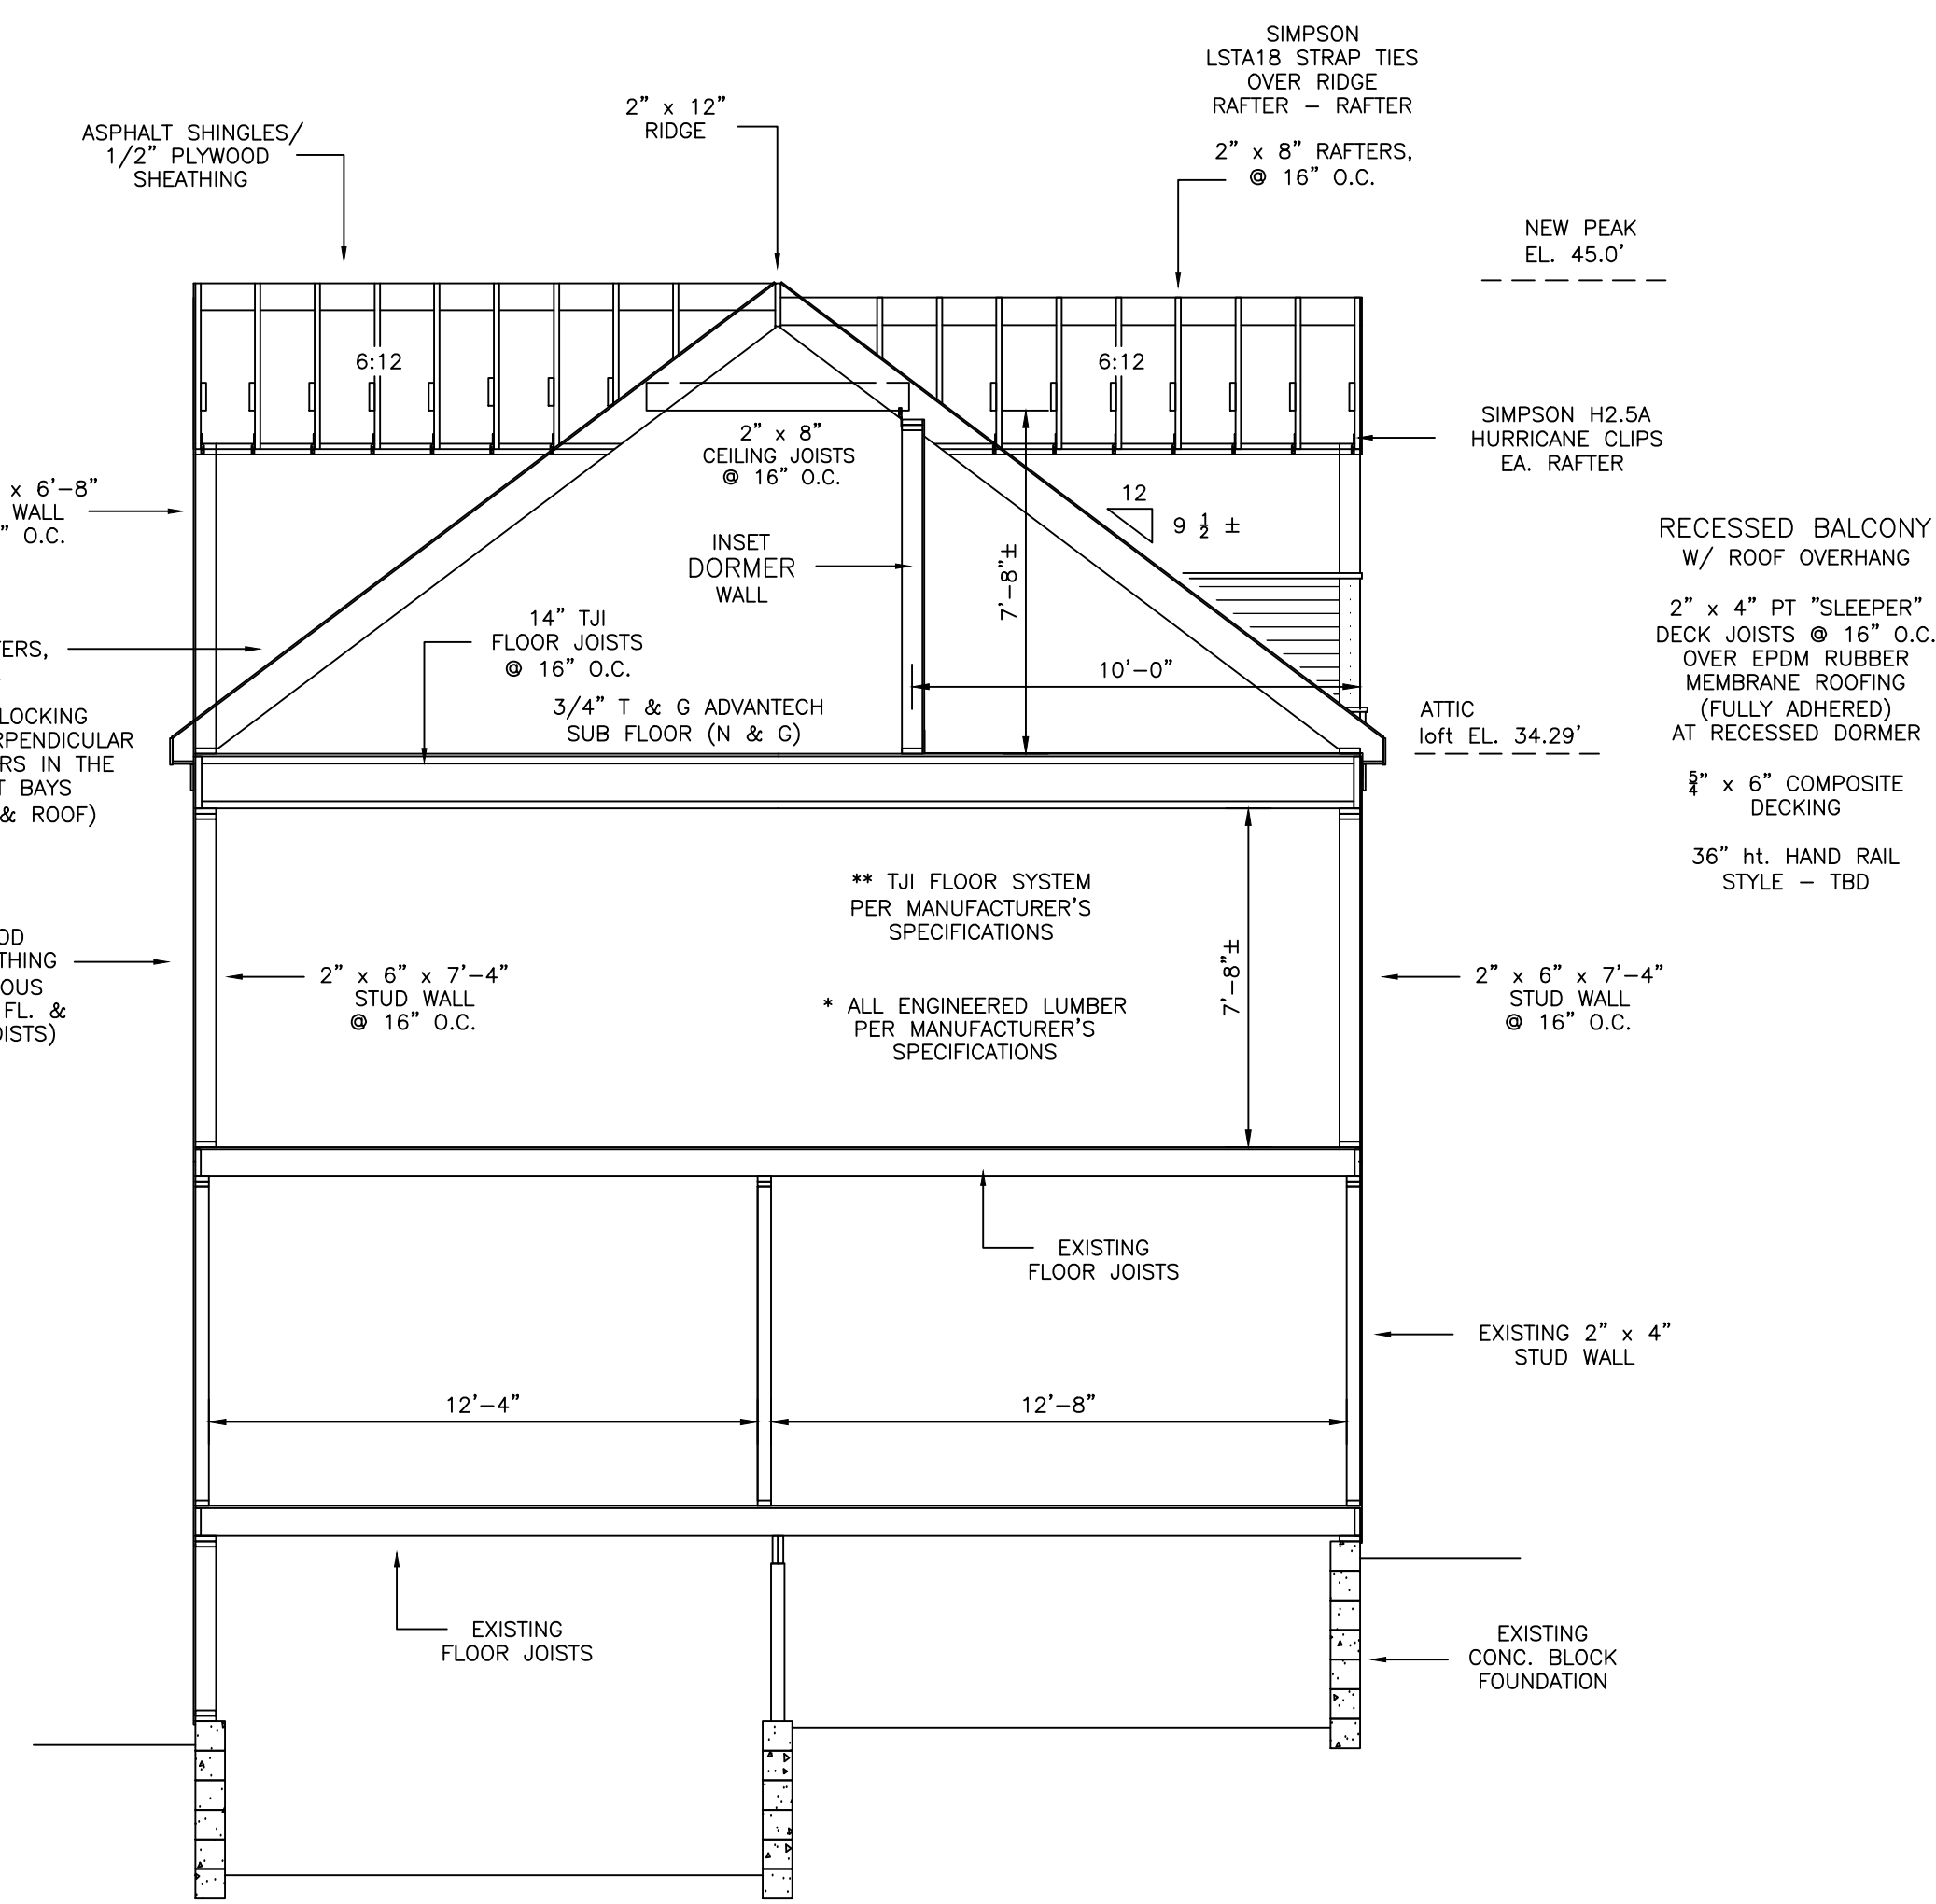 SIMPSON
LSTA18 STRAP TIES
OVER RIDGE
RAFTER – RAFTER
2" x 12"
RIDGE
ASPHALT SHINGLES/
1/2" PLYWOOD
SHEATHING
2" x 8" RAFTERS,
@ 16" O.C.
NEW PEAK
EL. 45.0'
6:12
6:12
SIMPSON H2.5A
HURRICANE CLIPS
EA. RAFTER
2" x 8"
CEILING JOISTS
@ 16" O.C.
x 6'-8"
WALL
" O.C.
12
9 1/2 ±
INSET
DORMER
WALL
7'-8"±
RECESSED BALCONY
W/ ROOF OVERHANG
2" x 4" PT "SLEEPER"
DECK JOISTS @ 16" O.C.
OVER EPDM RUBBER
MEMBRANE ROOFING
(FULLY ADHERED)
AT RECESSED DORMER
5/4" x 6" COMPOSITE
DECKING
36" ht. HAND RAIL
STYLE – TBD
14" TJI
FLOOR JOISTS
@ 16" O.C.
3/4" T & G ADVANTECH
SUB FLOOR (N & G)
10'-0"
ATTIC
loft EL. 34.29'
ERS,
LOCKING
RPENDICULAR
RS IN THE
T BAYS
& ROOF)
** TJI FLOOR SYSTEM
PER MANUFACTURER'S
SPECIFICATIONS
* ALL ENGINEERED LUMBER
PER MANUFACTURER'S
SPECIFICATIONS
7'-8"±
OD
THING
OUS
FL. &
OISTS)
2" x 6" x 7'-4"
STUD WALL
@ 16" O.C.
2" x 6" x 7'-4"
STUD WALL
@ 16" O.C.
EXISTING
FLOOR JOISTS
EXISTING 2" x 4"
STUD WALL
12'-4"
12'-8"
EXISTING
FLOOR JOISTS
EXISTING
CONC. BLOCK
FOUNDATION